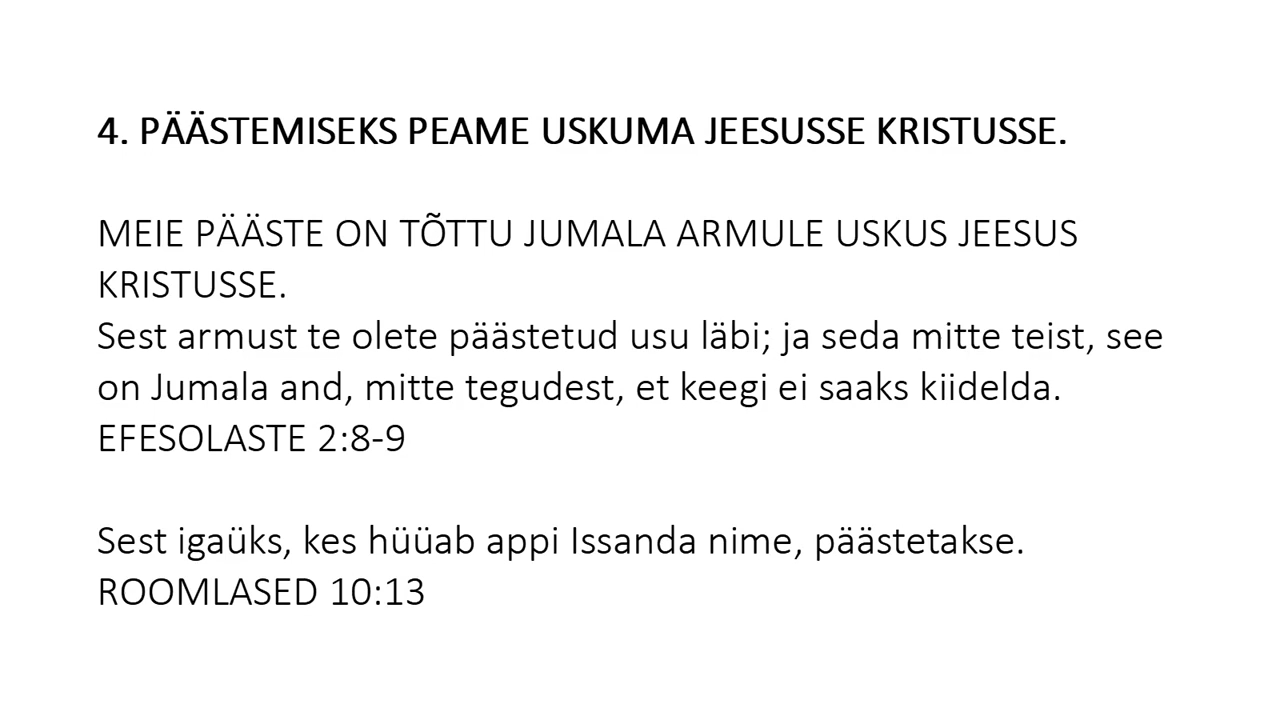 4. PÄÄSTEMISEKS PEAME USKUMA JEESUSSE KRISTUSSE.
MEIE PÄÄSTE ON TÕTTU JUMALA ARMULE USKUS JEESUS
KRISTUSSE.
Sest armust te olete päästetud usu läbi; ja seda mitte teist, see
on Jumala and, mitte tegudest, et keegi ei saaks kiidelda.
EFESOLASTE 2:8-9
Sest igaüks, kes hüüab appi Issanda nime, päästetakse.
ROOMLASED 10:13